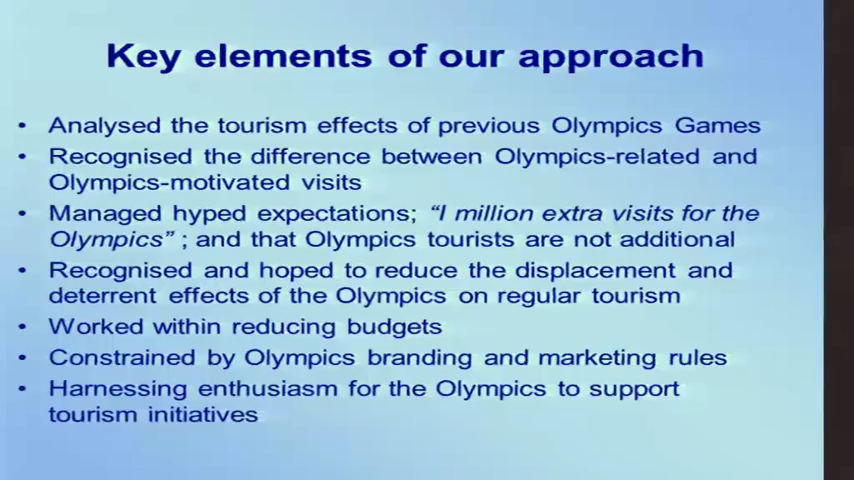 Key elements of our approach
• Analysed the tourism effects of previous Olympics Games
• Recognised the difference between Olympics-related and
Olympics-motivated visits
• Managed hyped expectations; “I million extra visits for the
Olympics” ; and that Olympics tourists are not additional
• Recognised and hoped to reduce the displacement and
deterrent effects of the Olympics on regular tourism
• Worked within reducing budgets
• Constrained by Olympics branding and marketing rules
• Harnessing enthusiasm for the Olympics to support
tourism initiatives